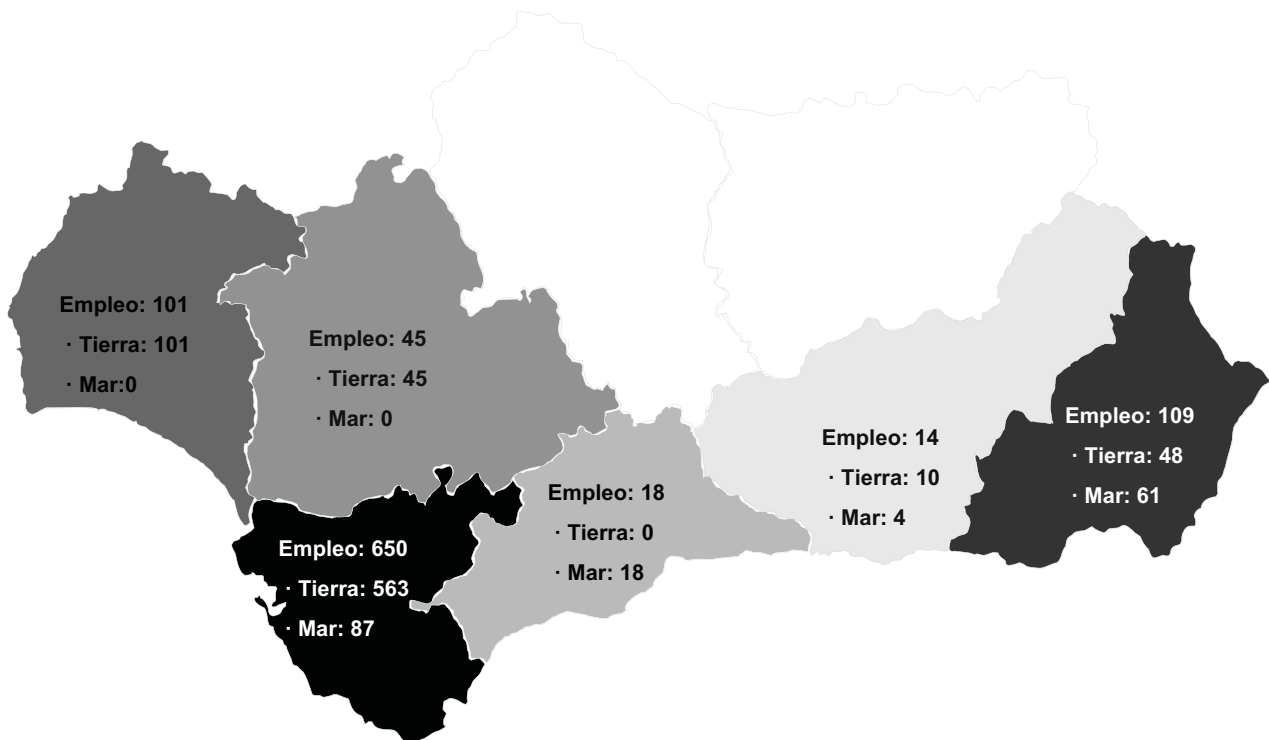 Empleo: 101
· Tierra: 101
· Mar:0
Empleo: 45
· Tierra: 45
· Mar: 0
Empleo: 650
· Tierra: 563
· Mar: 87
Empleo: 18
· Tierra: 0
· Mar: 18
Empleo: 14
· Tierra: 10
· Mar: 4
Empleo: 109
· Tierra: 48
· Mar: 61